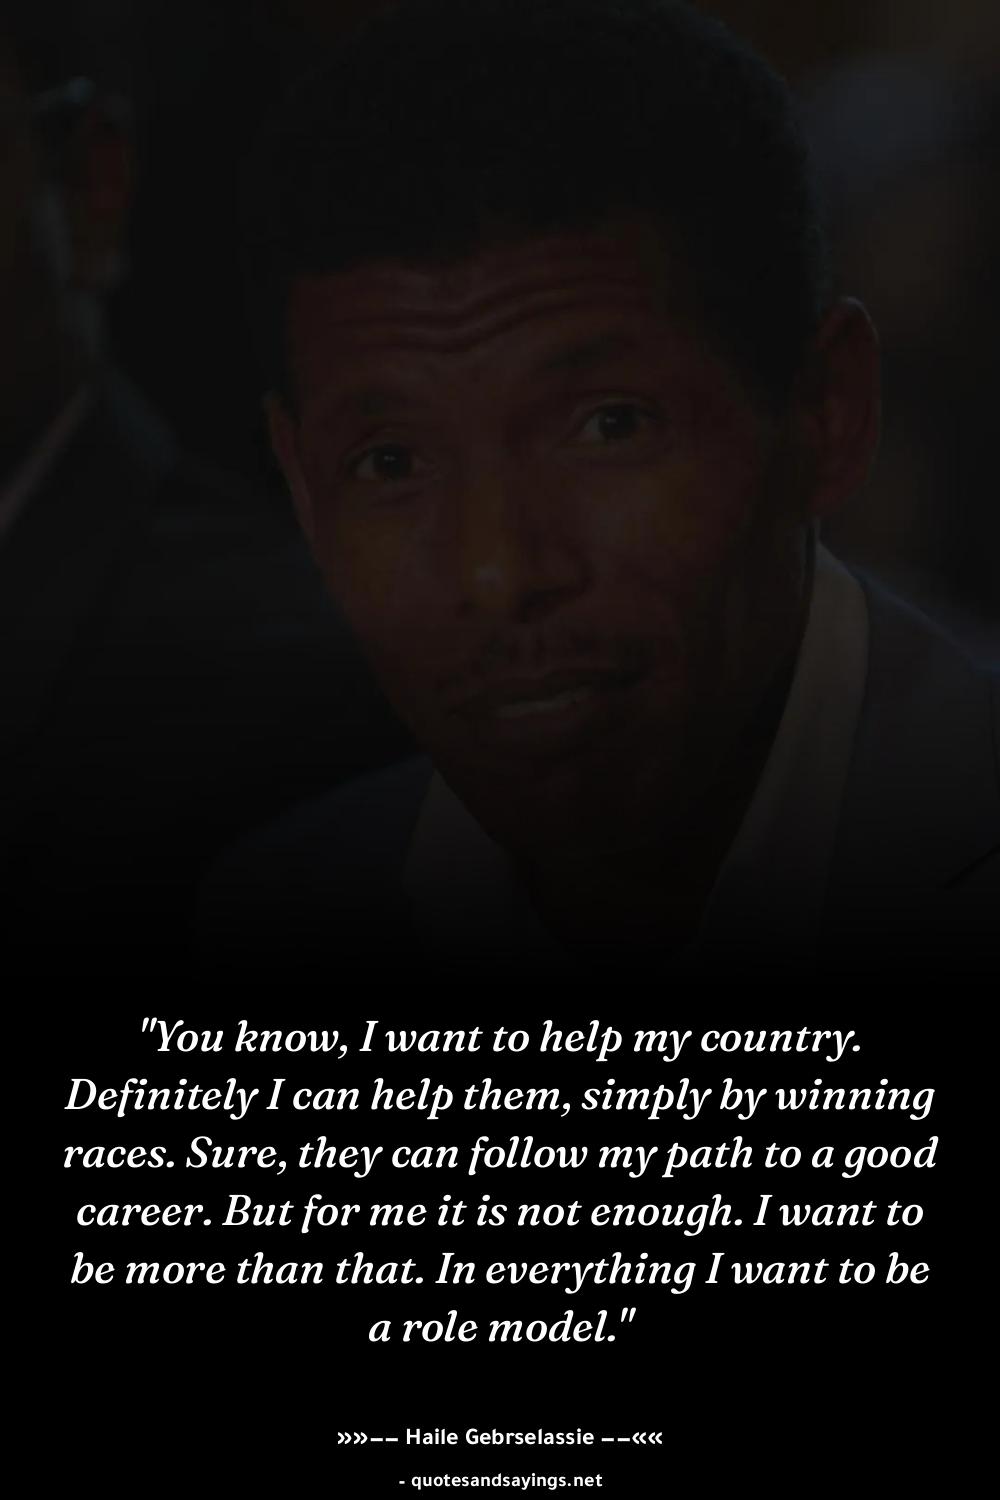 "You know, I want to help my country.
Definitely I can help them, simply by winning
races. Sure, they can follow my path to a good
career. But for me it is not enough. I want to
be more than that. In everything I want to be
a role model."
»»−− Haile Gebrselassie −−««
- quotesandsayings.net